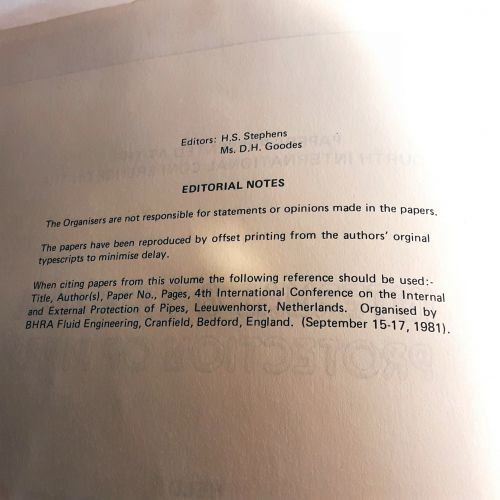 Editors: H.S. Stephens
Ms. D.H. Goodes
EDITORIAL NOTES
The Organisers are not responsible for statements or opinions made in the papers.
The papers have been reproduced by offset printing from the authors' orginal
typescripts to minimise delay.
When citing papers from this volume the following reference should be used:-
Title, Author(s), Paper No., Pages, 4th International Conference on the Internal
and External Protection of Pipes, Leeuwenhorst, Netherlands. Organised by
BHRA Fluid Engineering, Cranfield, Bedford, England. (September 15-17, 1981).